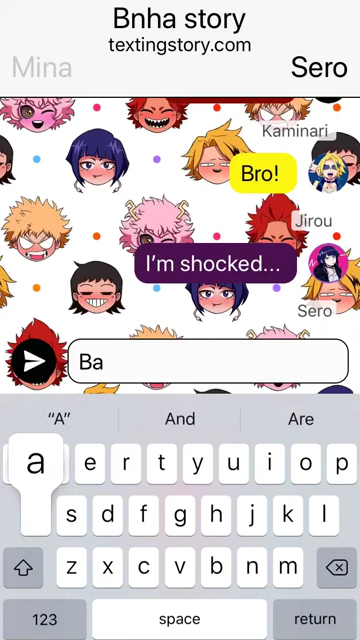 Bnha story
textingstory.com
Mina
Sero
Kaminari
Bro!
Jirou
I'm shocked...
Sero
Ba
“A”
And
Are
a e r t y u i o p
s d f g h j k l
z x c v b n m
123
space
return